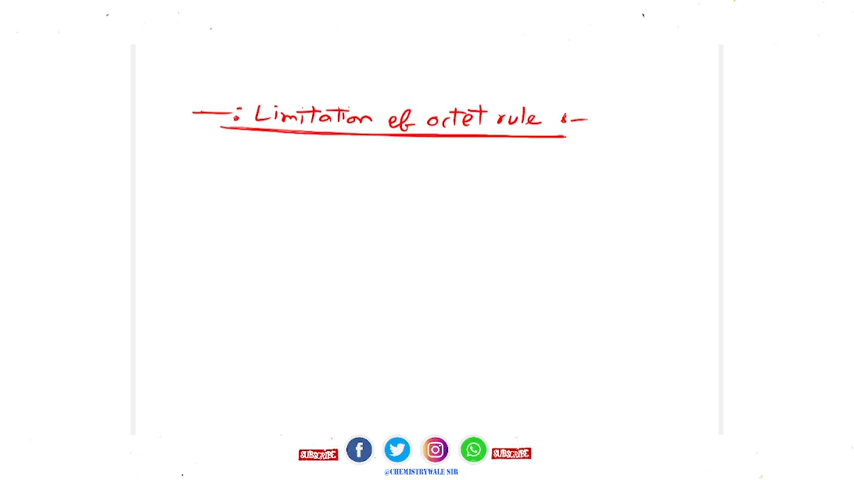 —: Limitation of octet rule :—
SUBSCRIBE SUBSCRIBE
@CHEMISTRYWALE SIR